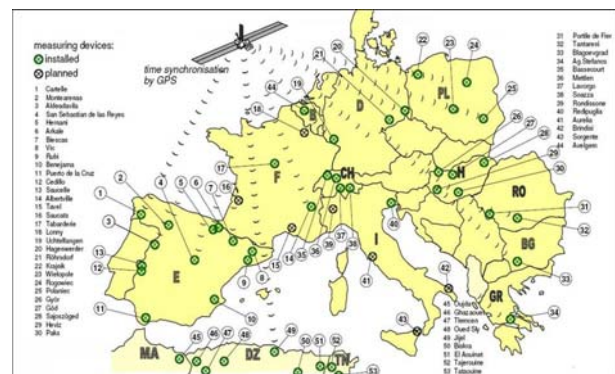 measuring devices:
installed
planned
time synchronisation
by GPS
1 Cartelle
2 Montearenas
3 Aldeadavila
4 San Sebastian de las Reyes
5 Hernani
6 Arkale
7 Biescas
8 Vic
9 Rubi
10 Benejama
11 Puerto de la Cruz
12 Cedillo
13 Saucelle
14 Albertville
15 Tavel
16 Saucats
17 Tabarderie
18 Lonny
19 Uchtelfangen
20 Hagenwerder
21 Röhrsdorf
22 Krajnik
23 Wielopole
24 Rogowiec
25 Polaniec
26 Györ
27 Göd
28 Sajoszöged
29 Heviz
30 Paks
31 Portile de Fier
32 Tantareni
33 Blagoevgrad
34 Ag.Stefanos
35 Bassecourt
36 Mettlen
37 Lavorgo
38 Soazza
39 Rondissone
40 Redipuglia
41 Aurelia
42 Brindisi
43 Sorgente
44 Avelgem
45 Oujda
46 Ghazaouet
47 Tlemcen
48 Oued Sly
49 Jijel
50 Biskra
51 El Aouinet
52 Tajerouine
53 Tataouine
D
PL
B
F
CH
H
RO
BG
GR
I
E
MA
DZ
TN